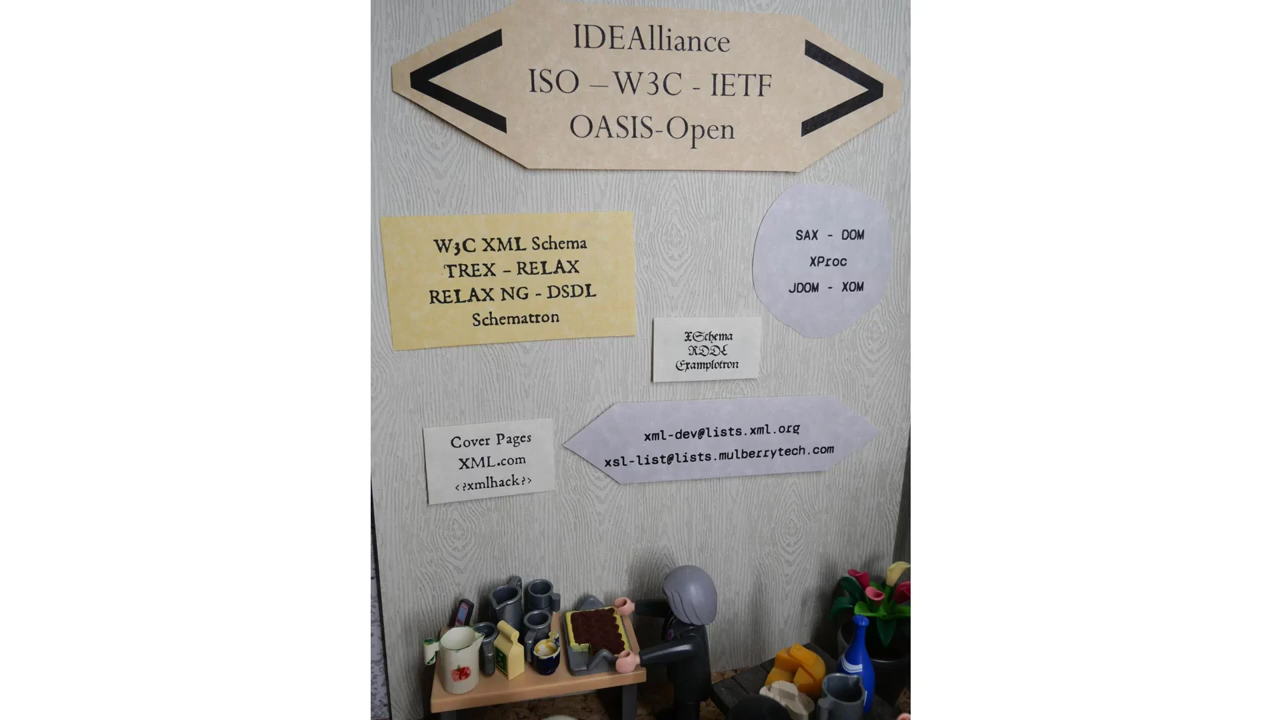 IDEAlliance
ISO – W3C - IETF
OASIS-Open
W3C XML Schema
TREX – RELAX
RELAX NG - DSDL
Schematron
SAX - DOM
XProc
JDOM - XOM
XSchema
RDDL
Examplotron
Cover Pages
XML.com
<?xmlhack?>
xml-dev@lists.xml.org
xsl-list@lists.mulberrytech.com